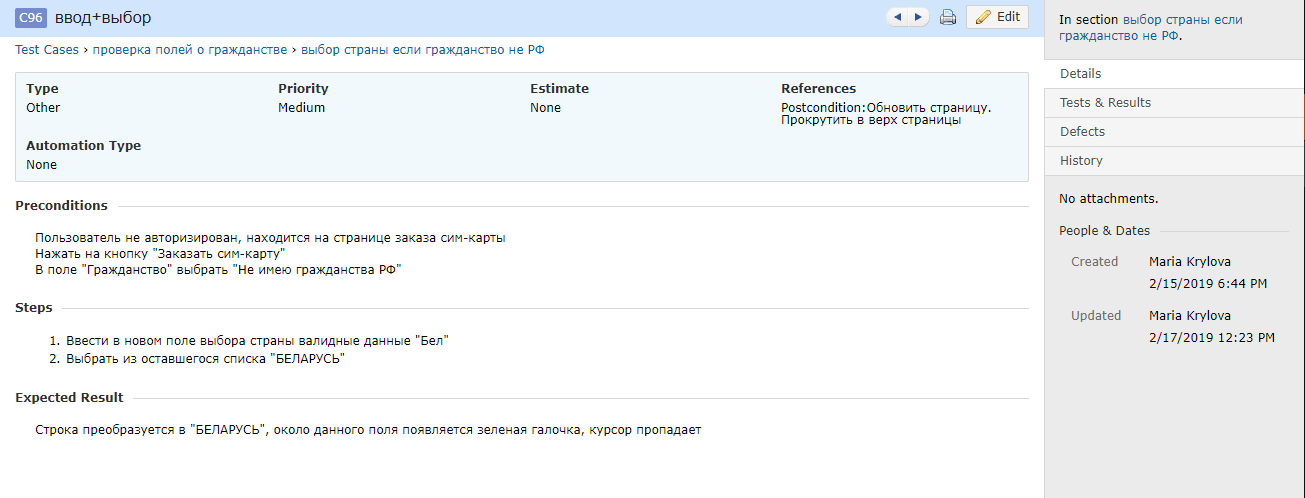 C96 ввод+выбор
Edit
Test Cases › проверка полей о гражданстве › выбор страны если гражданство не РФ
Type
Other
Priority
Medium
Estimate
None
References
Postcondition:Обновить страницу.
Прокрутить в верх страницы
Automation Type
None
Preconditions
Пользователь не авторизирован, находится на странице заказа сим-карты
Нажать на кнопку "Заказать сим-карту"
В поле "Гражданство" выбрать "Не имею гражданства РФ"
Steps
1. Ввести в новом поле выбора страны валидные данные "Бел"
2. Выбрать из оставшегося списка "БЕЛАРУСЬ"
Expected Result
Строка преобразуется в "БЕЛАРУСЬ", около данного поля появляется зеленая галочка, курсор пропадает
In section выбор страны если
гражданство не РФ.
Details
Tests & Results
Defects
History
No attachments.
People & Dates
Created Maria Krylova
2/15/2019 6:44 PM
Updated Maria Krylova
2/17/2019 12:23 PM